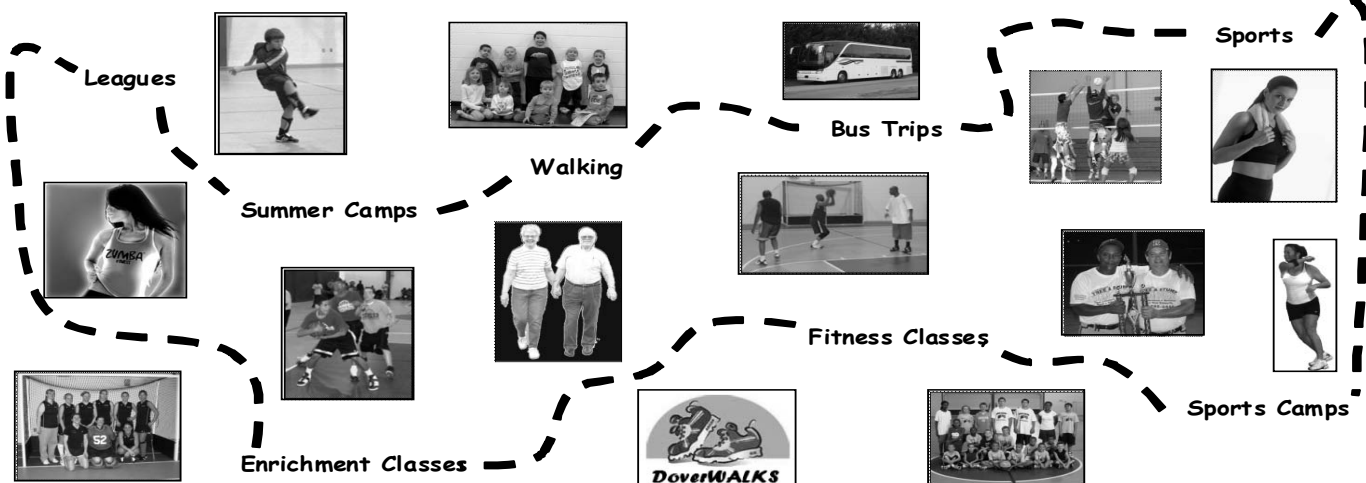 Sports
Leagues
Bus Trips
Walking
Summer Camps
ZUMBA
Fitness Classes
Sports Camps
52
Enrichment Classes
DoverWALKS